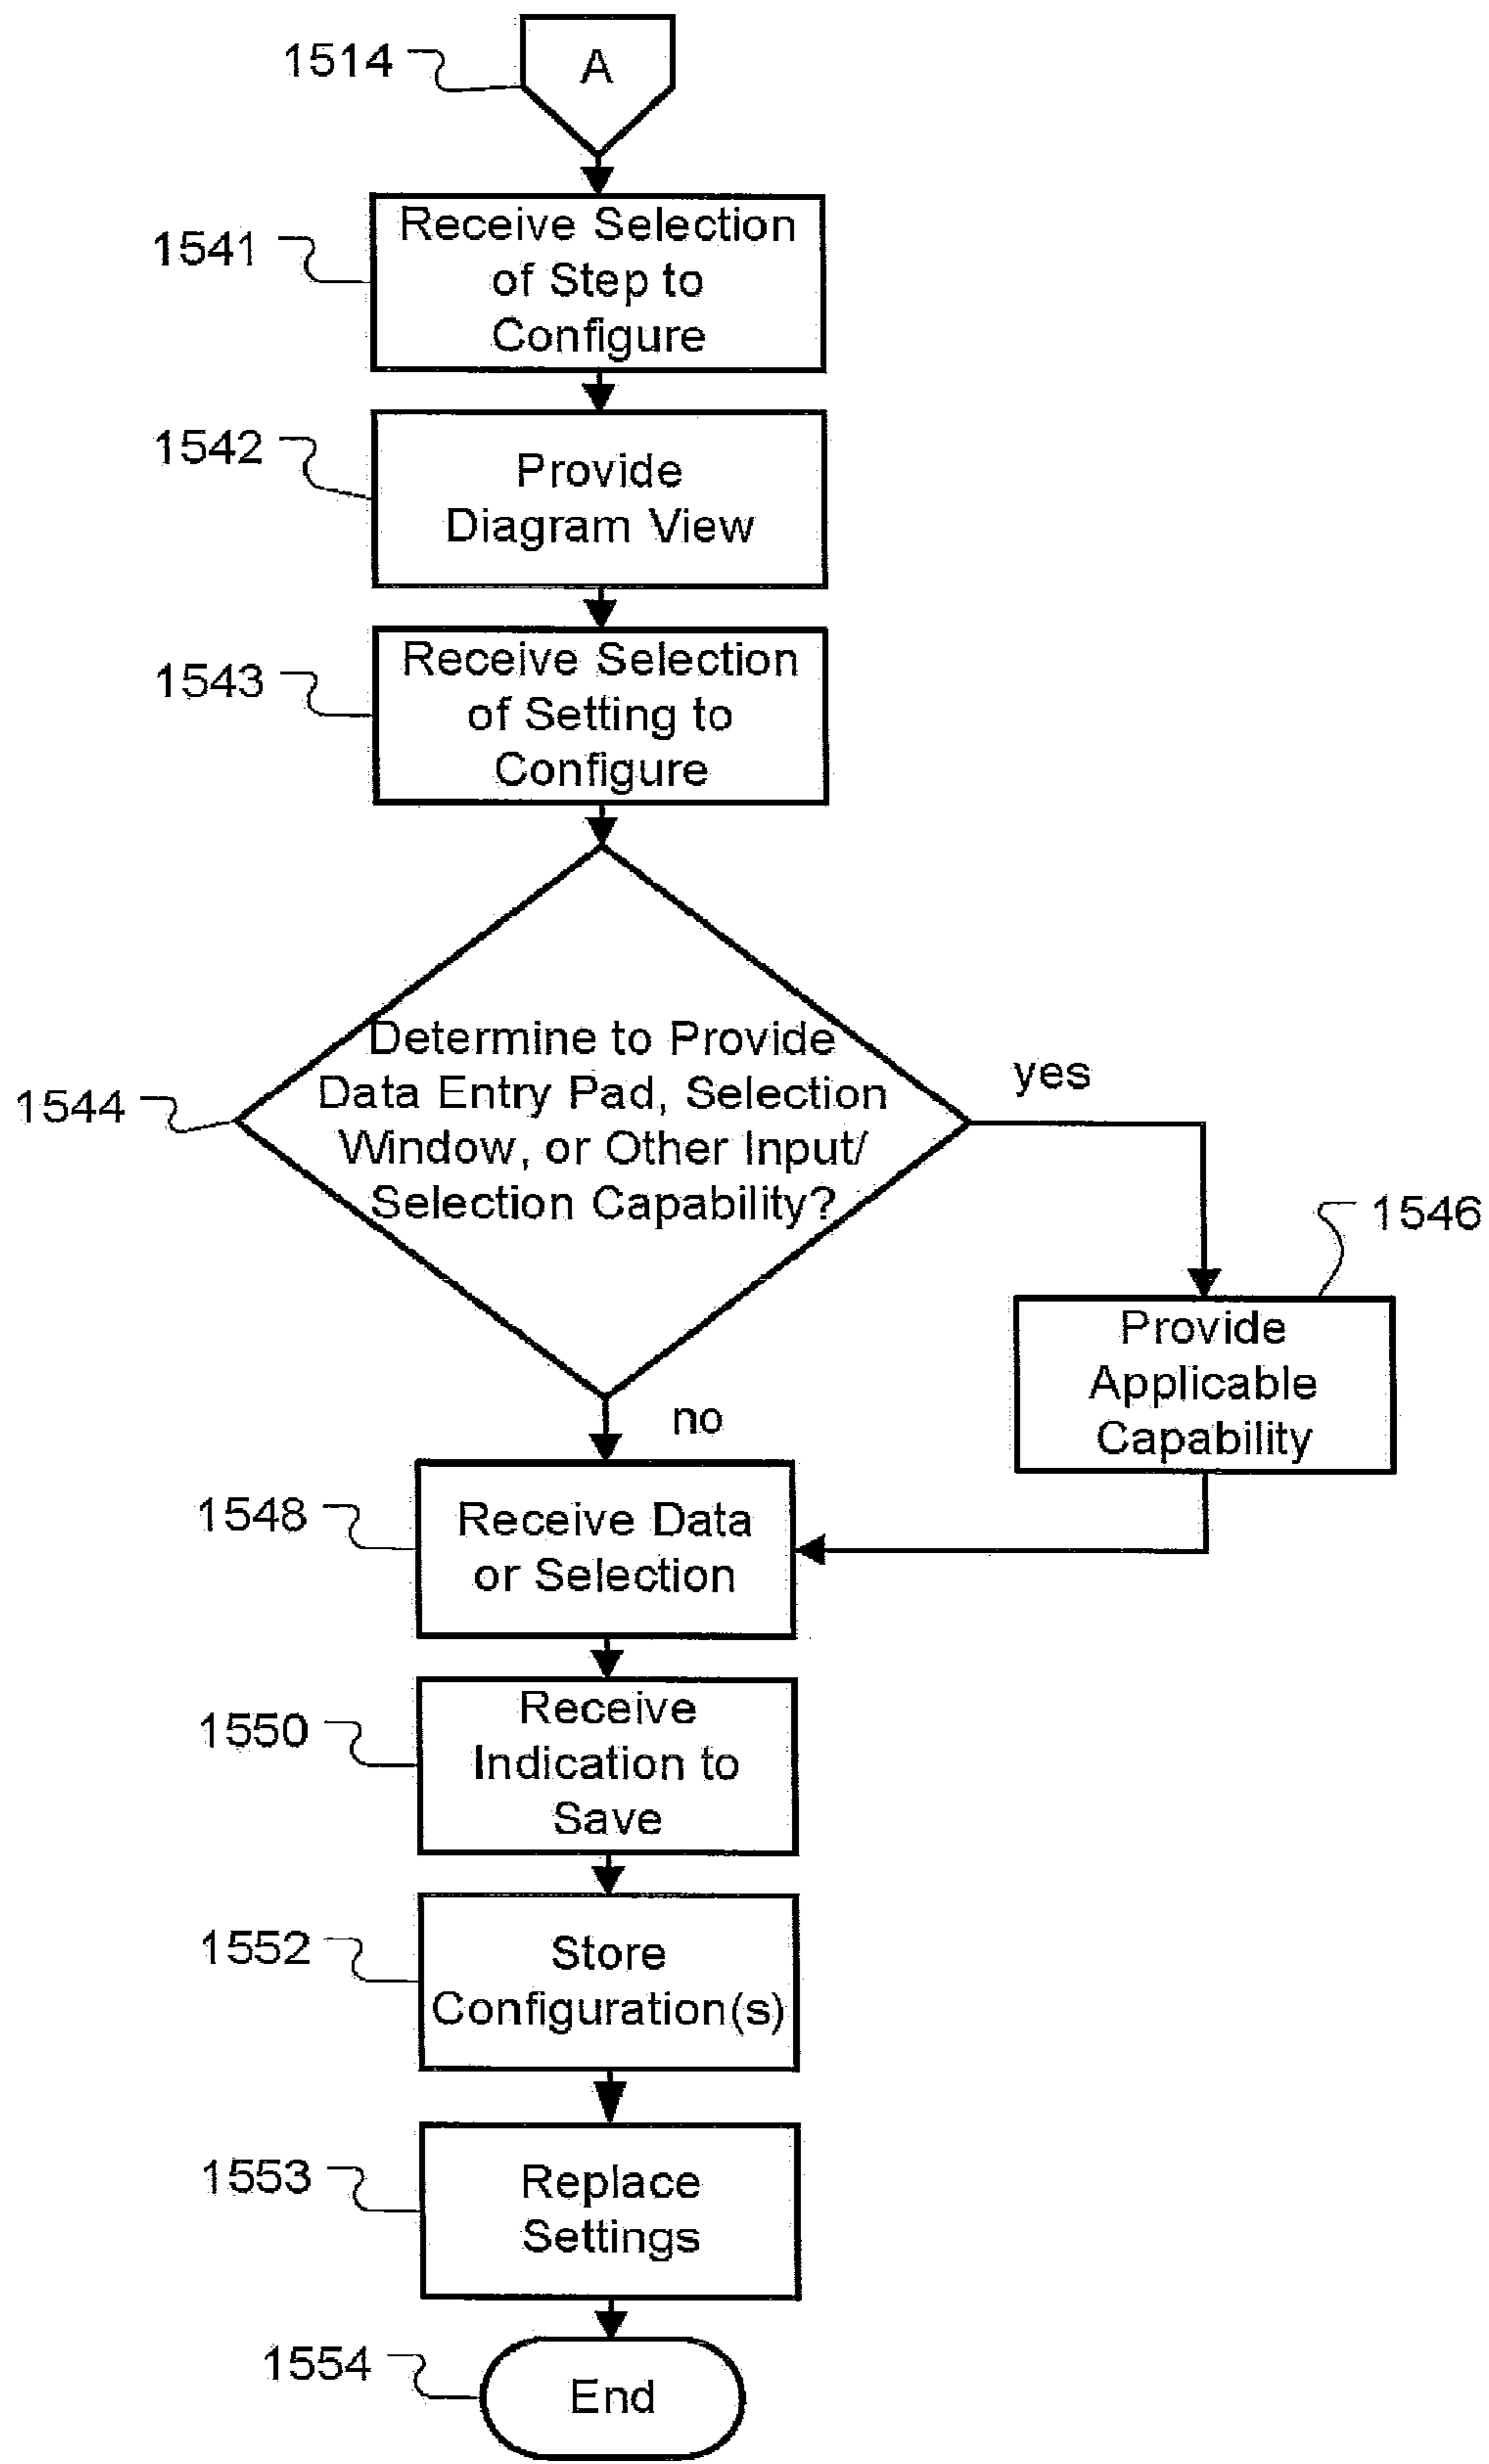 1514
A
1541
Receive Selection
of Step to
Configure
1542
Provide
Diagram View
1543
Receive Selection
of Setting to
Configure
1544
Determine to Provide
Data Entry Pad, Selection
Window, or Other Input/
Selection Capability?
yes
1546
Provide
Applicable
Capability
no
1548
Receive Data
or Selection
1550
Receive
Indication to
Save
1552
Store
Configuration(s)
1553
Replace
Settings
1554
End